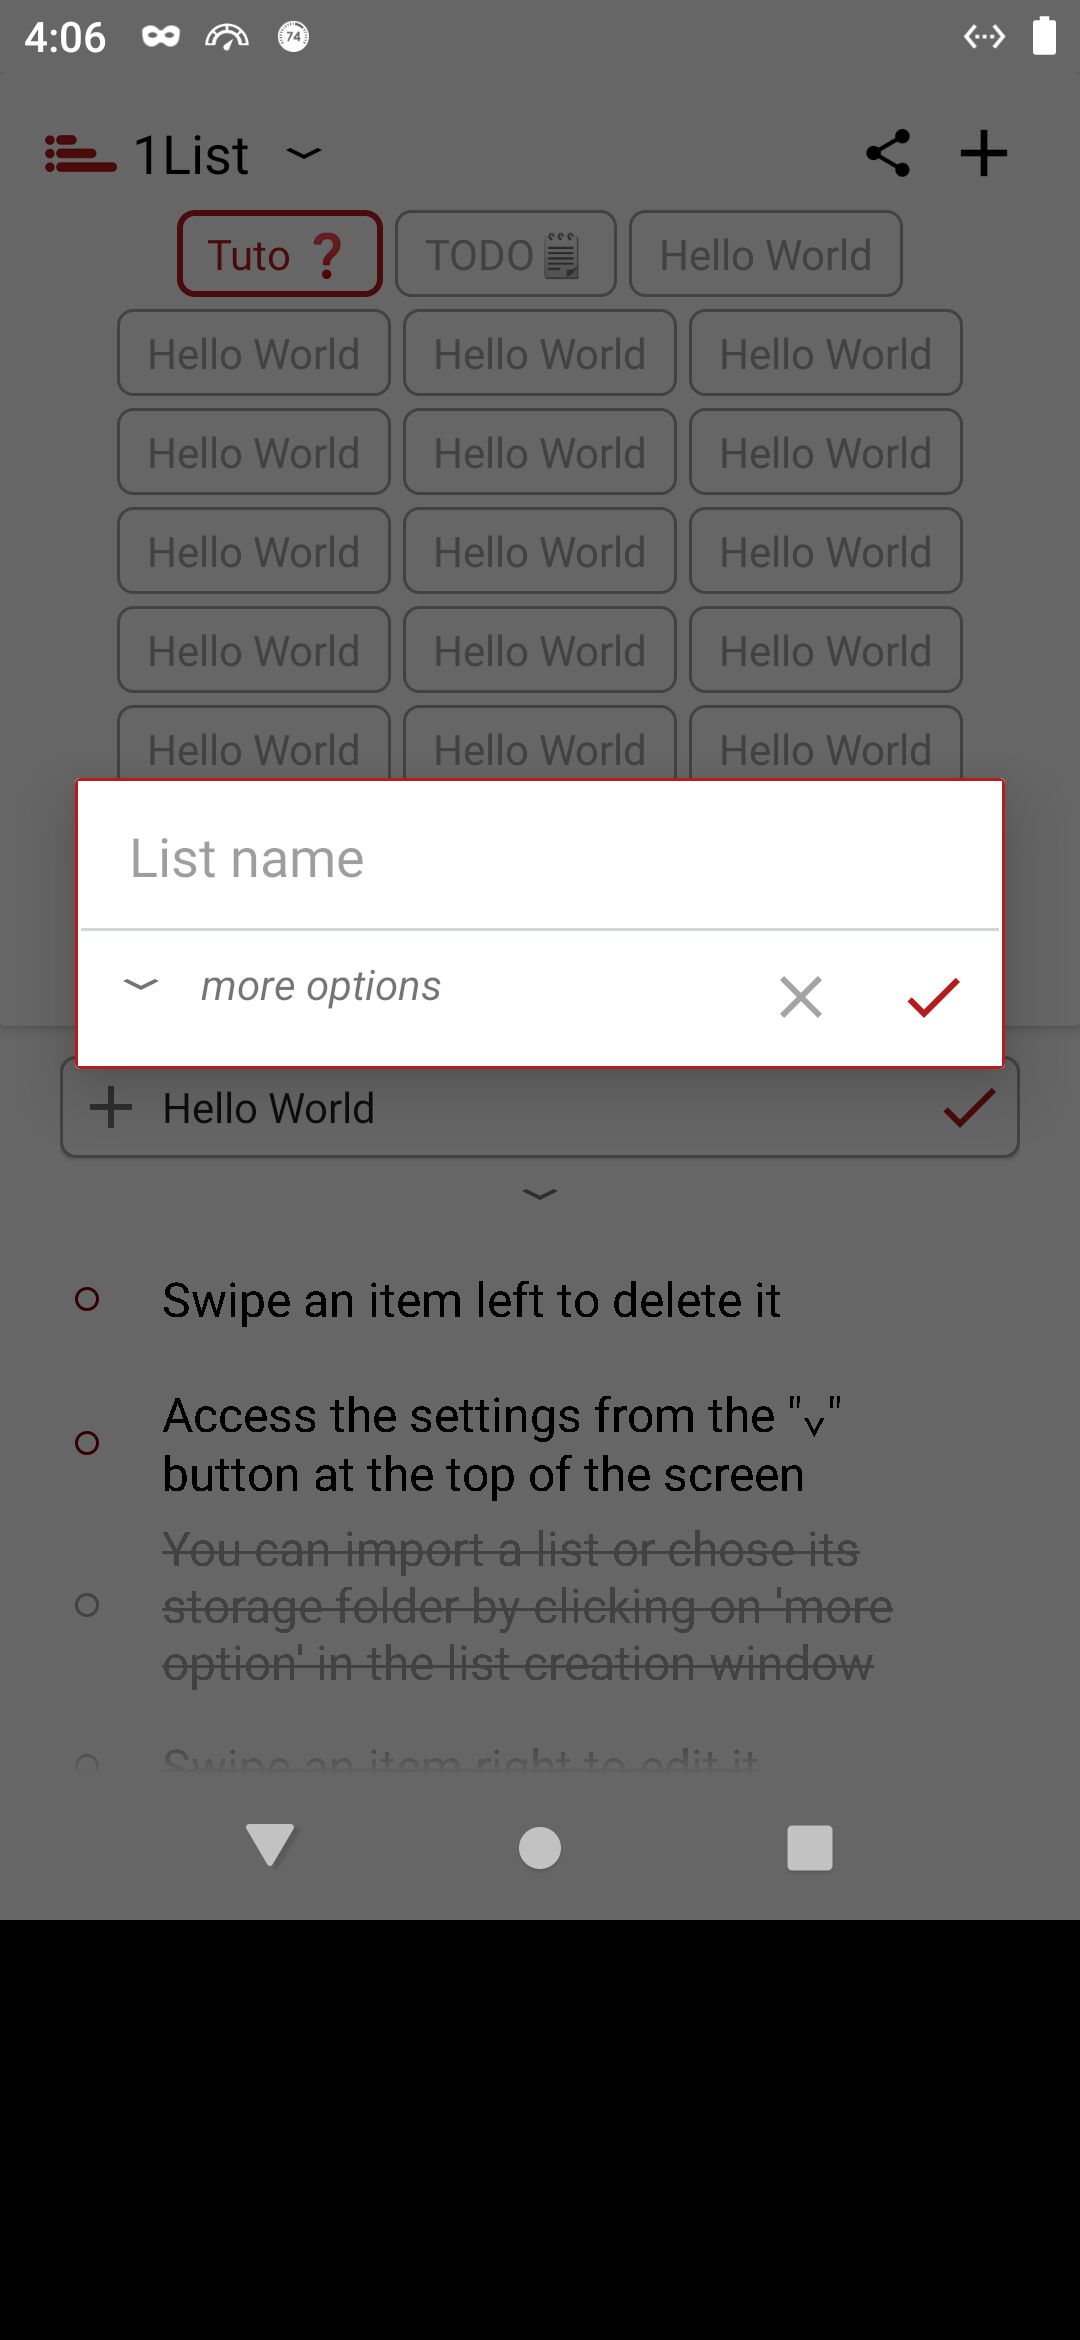 4:06
74
1List
Tuto ❓ TODO🗒 Hello World
Hello World Hello World Hello World
Hello World Hello World Hello World
Hello World Hello World Hello World
Hello World Hello World Hello World
Hello World Hello World Hello World
List name
more options
Hello World
Swipe an item left to delete it
Access the settings from the "˅"
button at the top of the screen
You can import a list or chose its
storage folder by clicking on 'more
option' in the list creation window
Swipe an item right to edit it